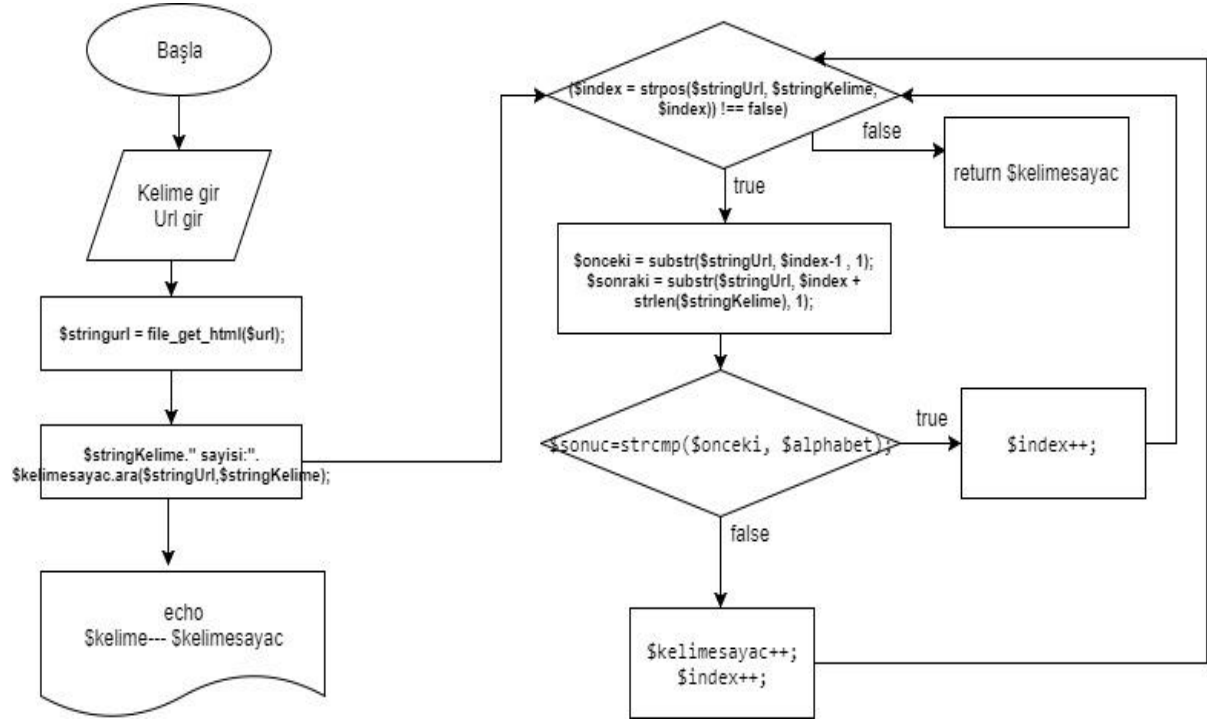 Başla
Kelime gir
Url gir
$stringurl = file_get_html($url);
$stringKelime." sayisi:".
$kelimesayac.ara($stringUrl,$stringKelime);
echo
$kelime--- $kelimesayac
($index = strpos($stringUrl, $stringKelime,
$index)) !== false)
false
return $kelimesayac
true
$onceki = substr($stringUrl, $index-1 , 1);
$sonraki = substr($stringUrl, $index +
strlen($stringKelime), 1);
$sonuc=strcmp($onceki, $alphabet);
true
$index++;
false
$kelimesayac++;
$index++;